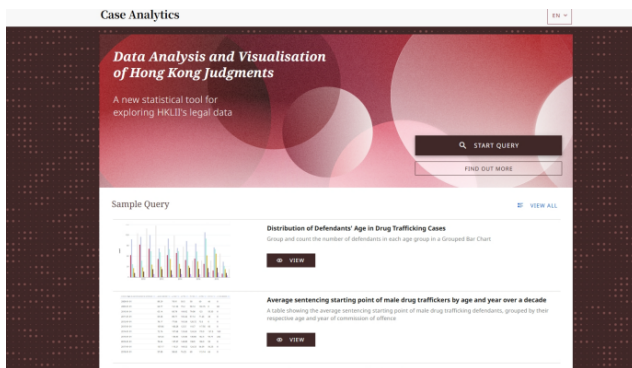 Case Analytics
EN
Data Analysis and Visualisation
of Hong Kong Judgments
A new statistical tool for
exploring HKLII's legal data
START QUERY
FIND OUT MORE
Sample Query
VIEW ALL
Distribution of Defendants' Age in Drug Trafficking Cases
Group and count the number of defendants in each age group in a Grouped Bar Chart
VIEW
Average sentencing starting point of male drug traffickers by age and year over a decade
A table showing the average sentencing starting point of male drug trafficking defendants, grouped by their
respective age and year of commission of offence
VIEW